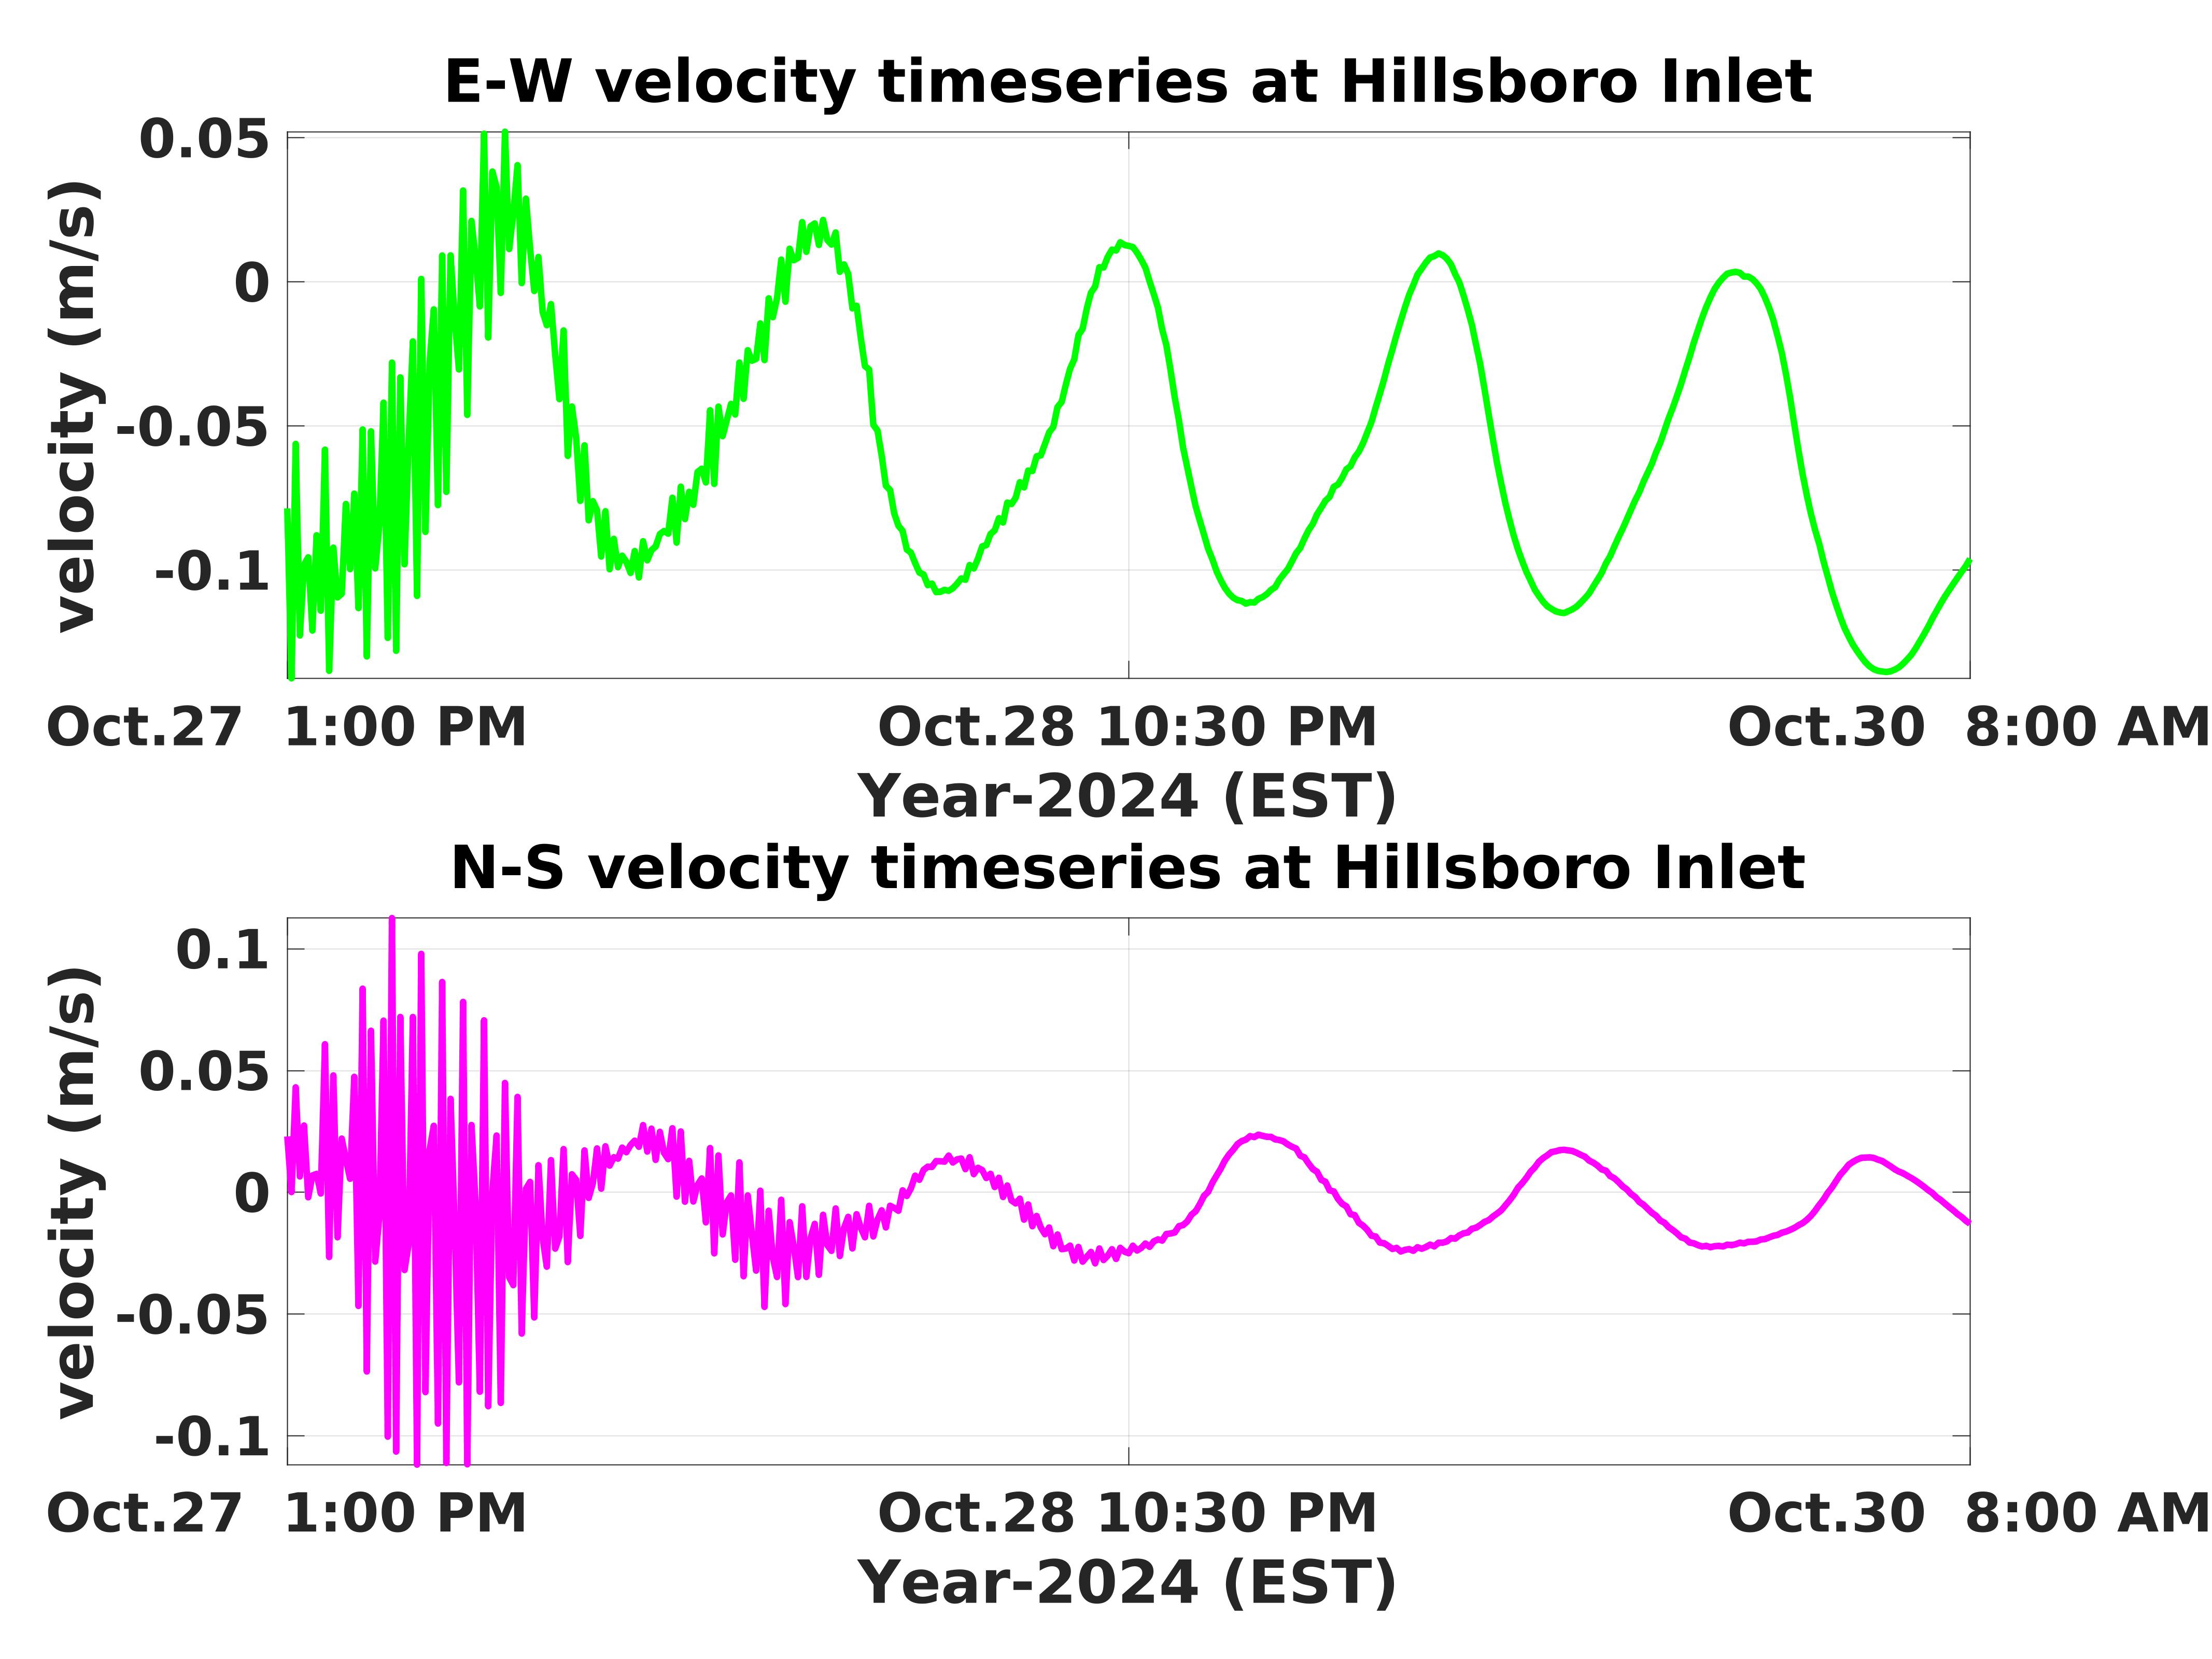 E-W velocity timeseries at Hillsboro Inlet
velocity (m/s)
0.05
0
-0.05
-0.1
Oct.27 1:00 PM
Oct.28 10:30 PM
Oct.30 8:00 AM
Year-2024 (EST)
N-S velocity timeseries at Hillsboro Inlet
velocity (m/s)
0.1
0.05
0
-0.05
-0.1
Oct.27 1:00 PM
Oct.28 10:30 PM
Oct.30 8:00 AM
Year-2024 (EST)